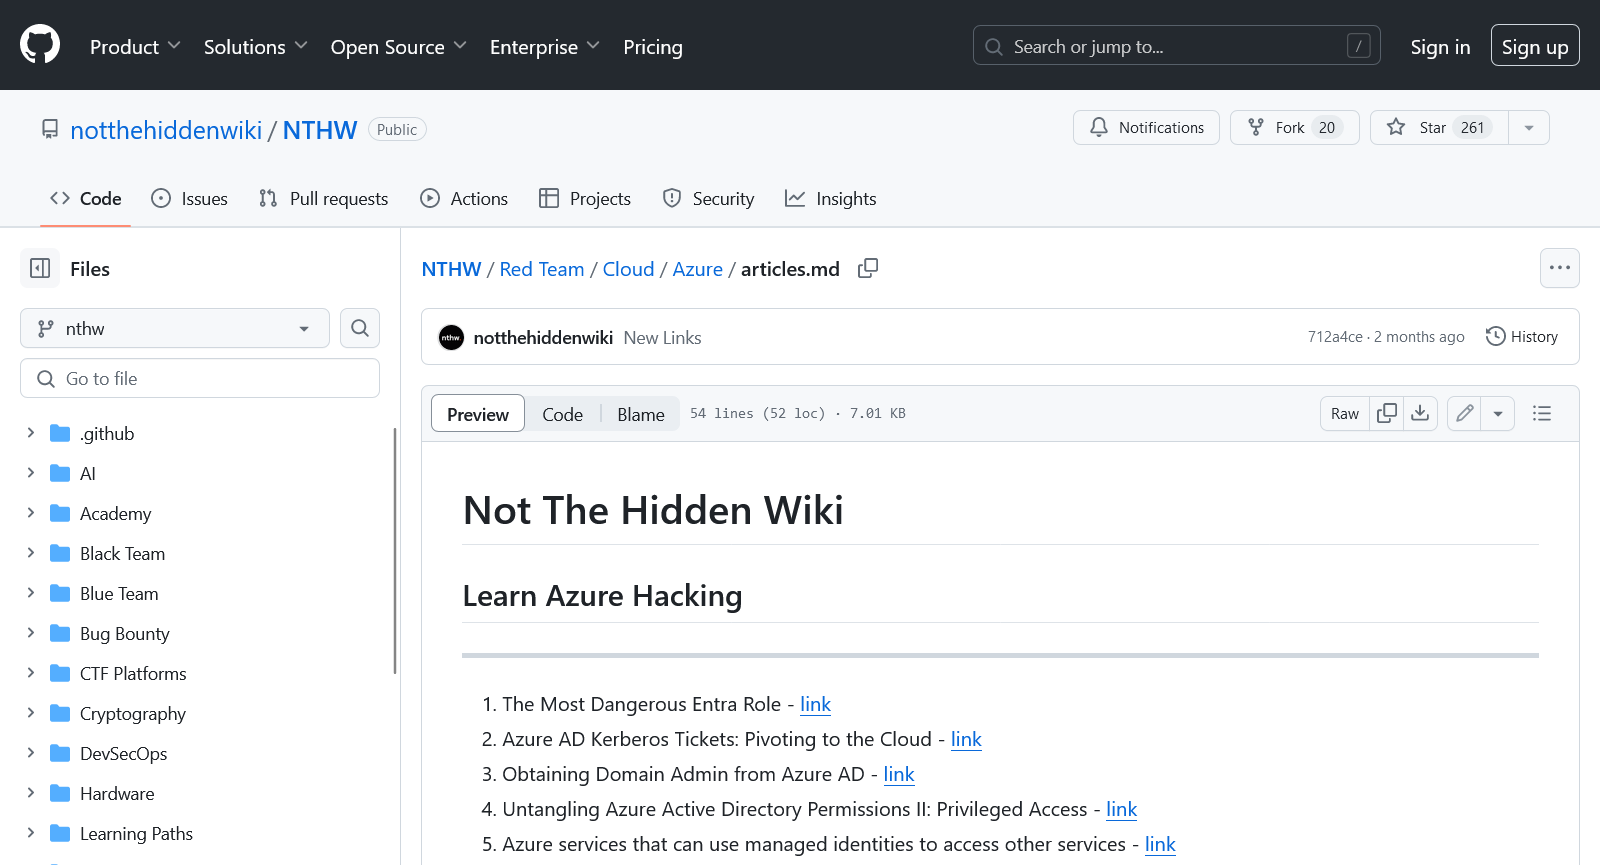 Product Solutions Open Source Enterprise Pricing Search or jump to... / Sign in Sign up
notthehiddenwiki / NTHW Public Notifications Fork 20 Star 261
Code Issues Pull requests Actions Projects Security Insights
Files
nthw
Go to file
.github
AI
Academy
Black Team
Blue Team
Bug Bounty
CTF Platforms
Cryptography
DevSecOps
Hardware
Learning Paths
NTHW / Red Team / Cloud / Azure / articles.md
nthw. notthehiddenwiki New Links 712a4ce · 2 months ago History
Preview Code Blame 54 lines (52 loc) · 7.01 KB Raw
Not The Hidden Wiki
Learn Azure Hacking
1. The Most Dangerous Entra Role - link
2. Azure AD Kerberos Tickets: Pivoting to the Cloud - link
3. Obtaining Domain Admin from Azure AD - link
4. Untangling Azure Active Directory Permissions II: Privileged Access - link
5. Azure services that can use managed identities to access other services - link